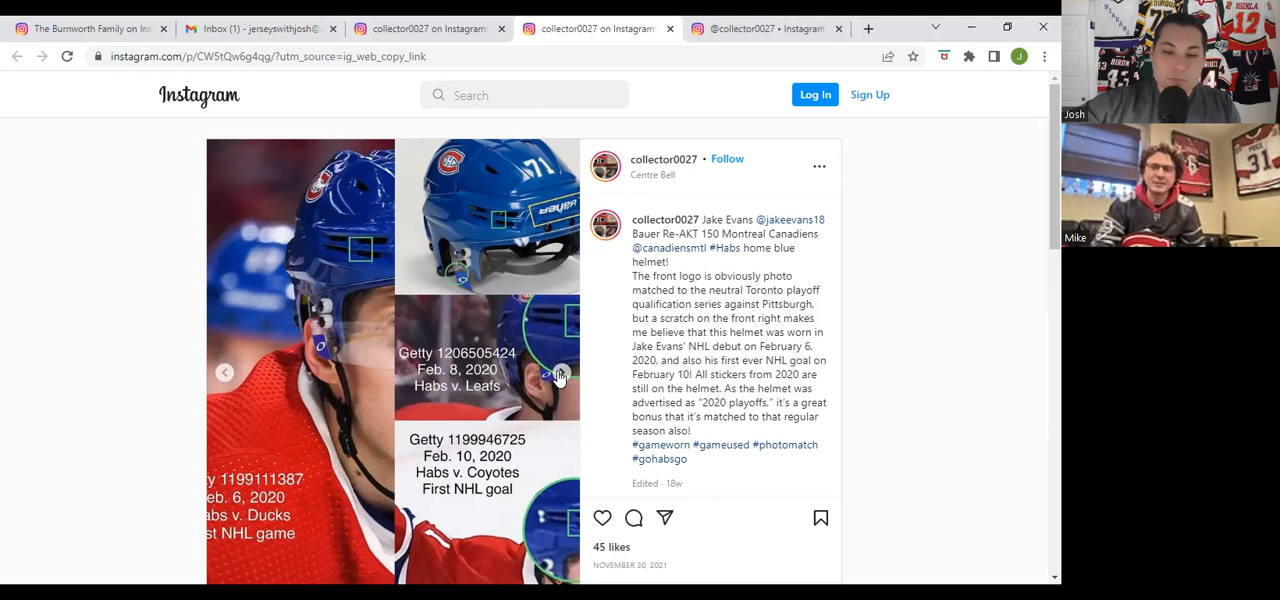 The Burnworth Family on Ins
Inbox (1) - jerseyswithjosh@
collector0027 on Instagram:
collector0027 on Instagram:
@collector0027 • Instagram
instagram.com/p/CW5tQw6g4qg/?utm_source=ig_web_copy_link
J
Instagram
Search
Log In
Sign Up
collector0027 • Follow
Centre Bell
collector0027 Jake Evans @jakeevans18
Bauer Re-AKT 150 Montreal Canadiens
@canadiensmtl #Habs home blue
helmet!
The front logo is obviously photo
matched to the neutral Toronto playoff
qualification series against Pittsburgh,
but a scratch on the front right makes
me believe that this helmet was worn in
Jake Evans' NHL debut on February 6,
2020, and also his first ever NHL goal on
February 10! All stickers from 2020 are
still on the helmet. As the helmet was
advertised as "2020 playoffs," it's a great
bonus that it's matched to that regular
season also!
#gameworn #gameused #photomatch
#gohabsgo
Edited · 18w
45 likes
NOVEMBER 30, 2021
71
BAUER
Getty 1206505424
Feb. 8, 2020
Habs v. Leafs
Getty 1199946725
Feb. 10, 2020
Habs v. Coyotes
First NHL goal
y 1199111387
eb. 6, 2020
abs v. Ducks
st NHL game
Josh
BIRON
43
12
Mike
PRICE
31